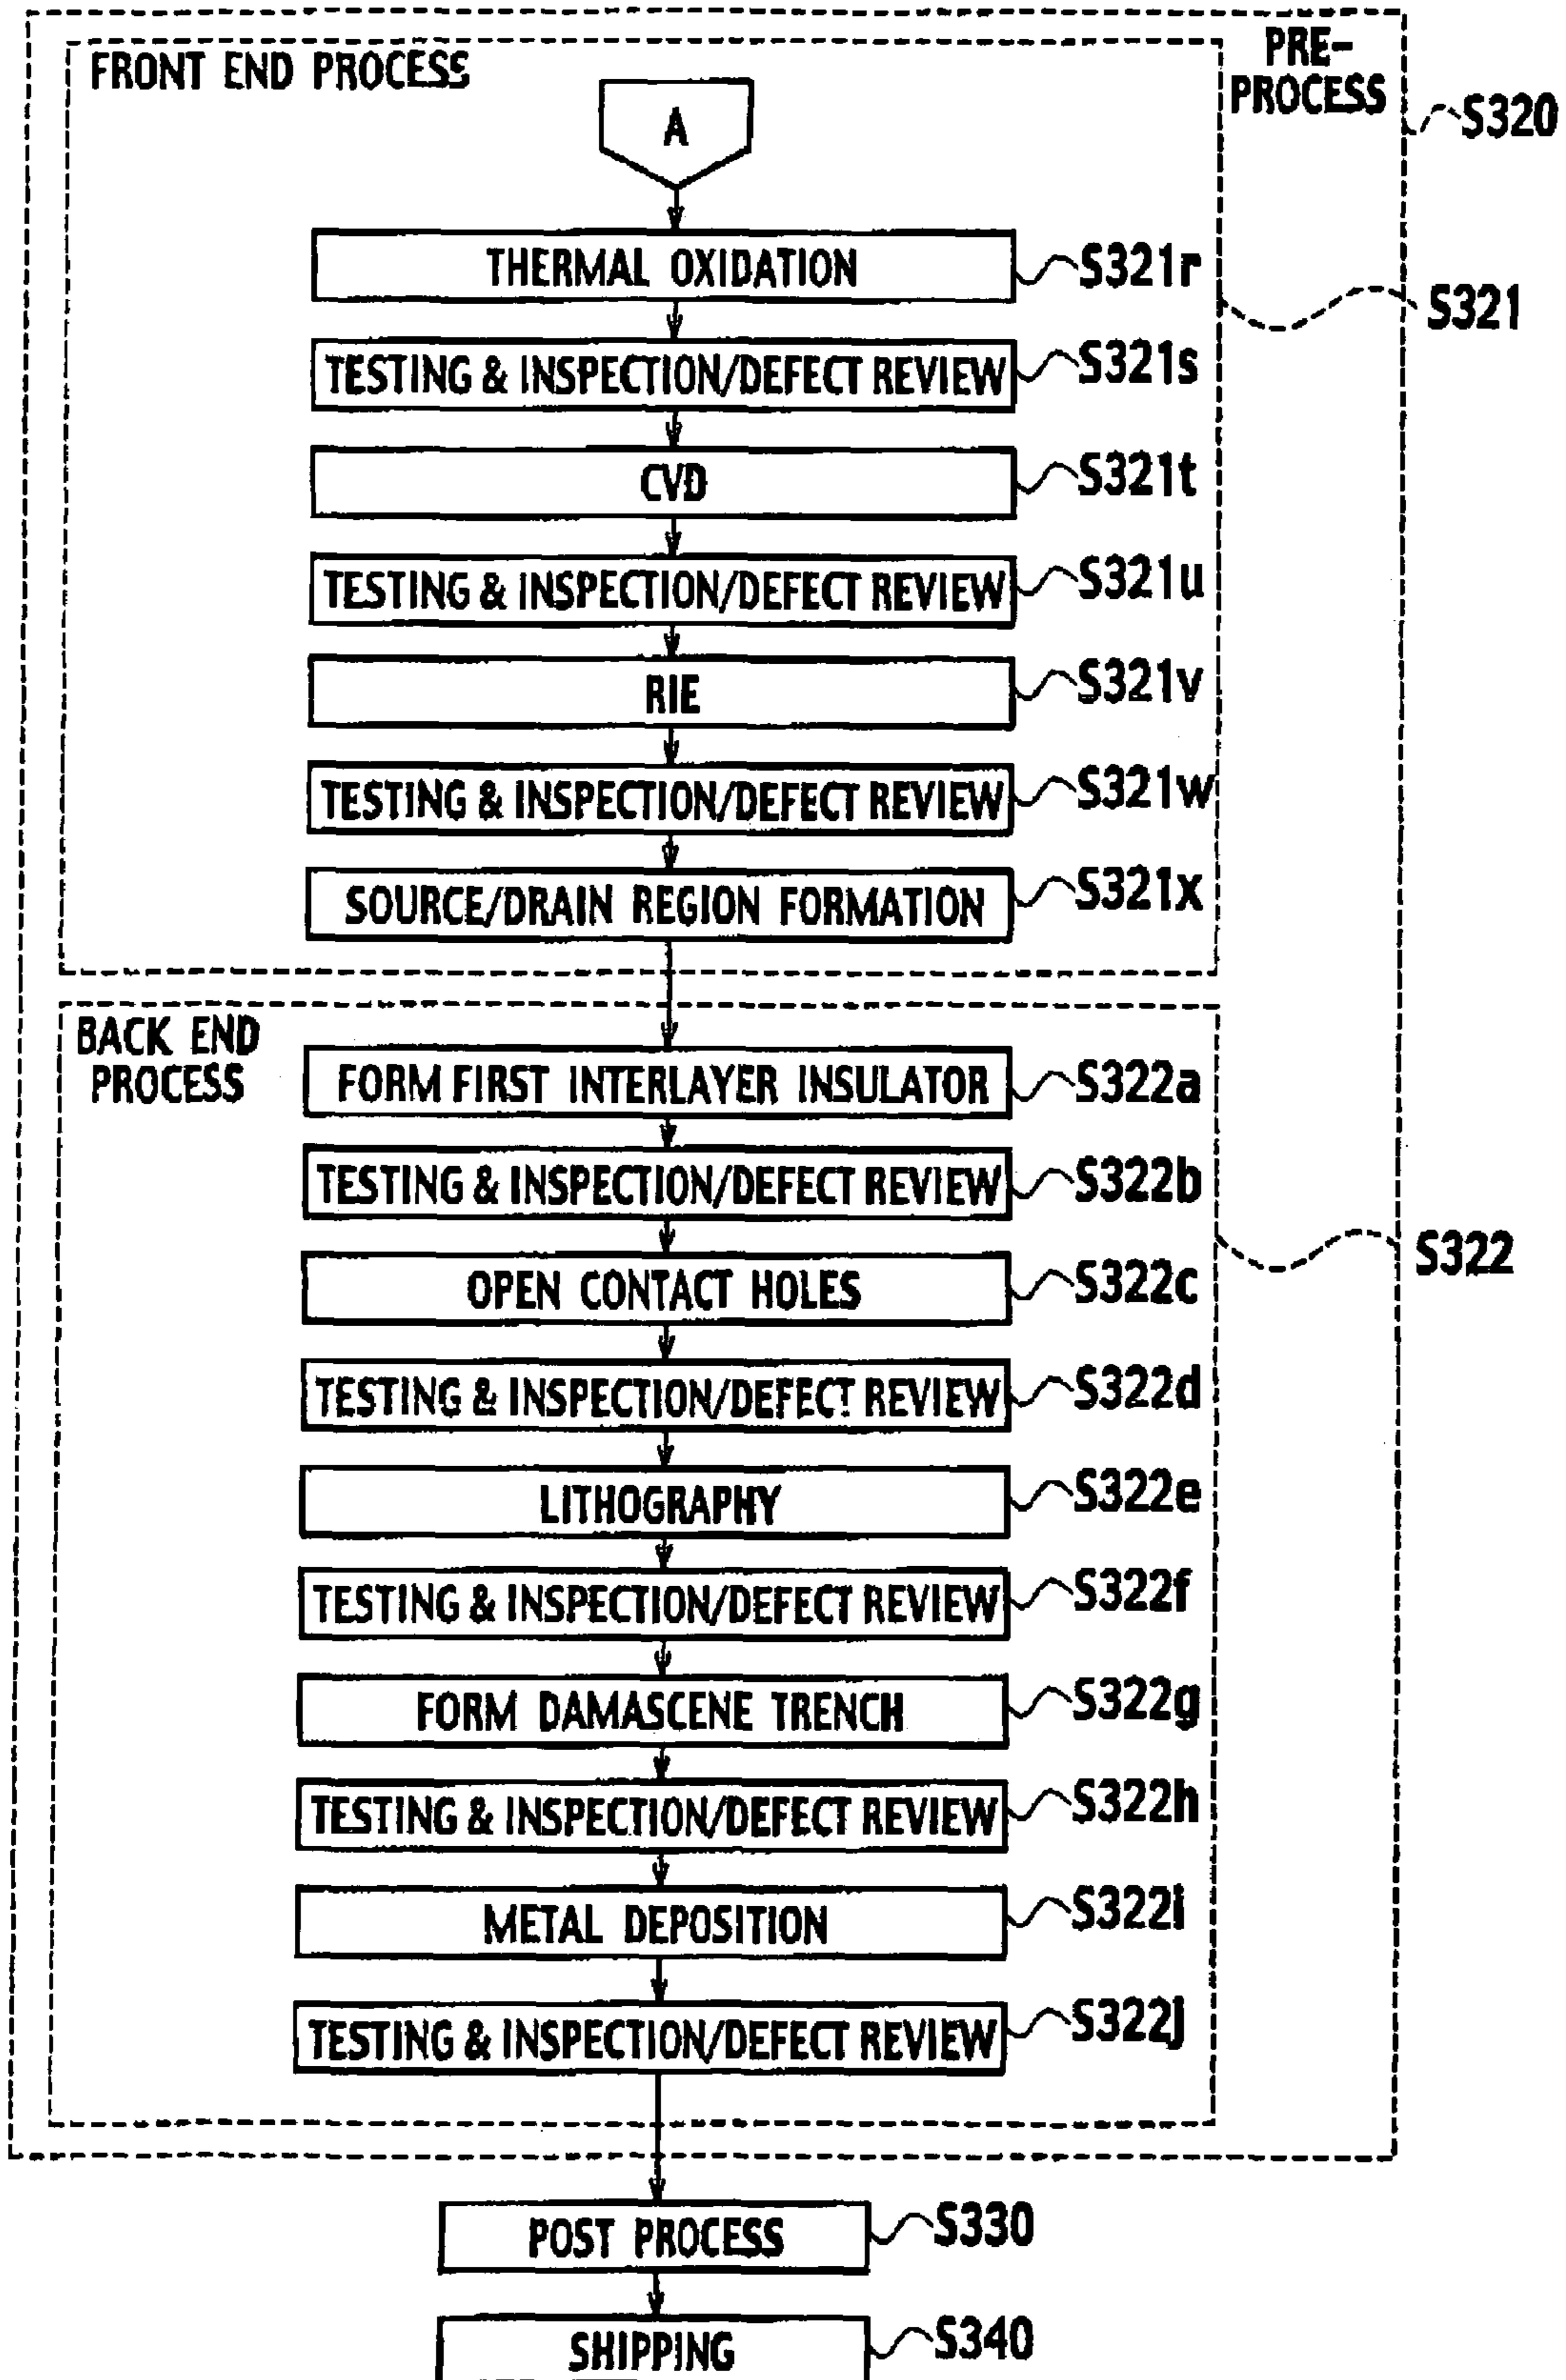 FRONT END PROCESS
PRE-
PROCESS
S320
A
THERMAL OXIDATION
S321r
S321
TESTING & INSPECTION/DEFECT REVIEW
S321s
CVD
S321t
TESTING & INSPECTION/DEFECT REVIEW
S321u
RIE
S321v
TESTING & INSPECTION/DEFECT REVIEW
S321w
SOURCE/DRAIN REGION FORMATION
S321x
BACK END
PROCESS
FORM FIRST INTERLAYER INSULATOR
S322a
TESTING & INSPECTION/DEFECT REVIEW
S322b
S322
OPEN CONTACT HOLES
S322c
TESTING & INSPECTION/DEFECT REVIEW
S322d
LITHOGRAPHY
S322e
TESTING & INSPECTION/DEFECT REVIEW
S322f
FORM DAMASCENE TRENCH
S322g
TESTING & INSPECTION/DEFECT REVIEW
S322h
METAL DEPOSITION
S322i
TESTING & INSPECTION/DEFECT REVIEW
S322j
POST PROCESS
S330
SHIPPING
S340